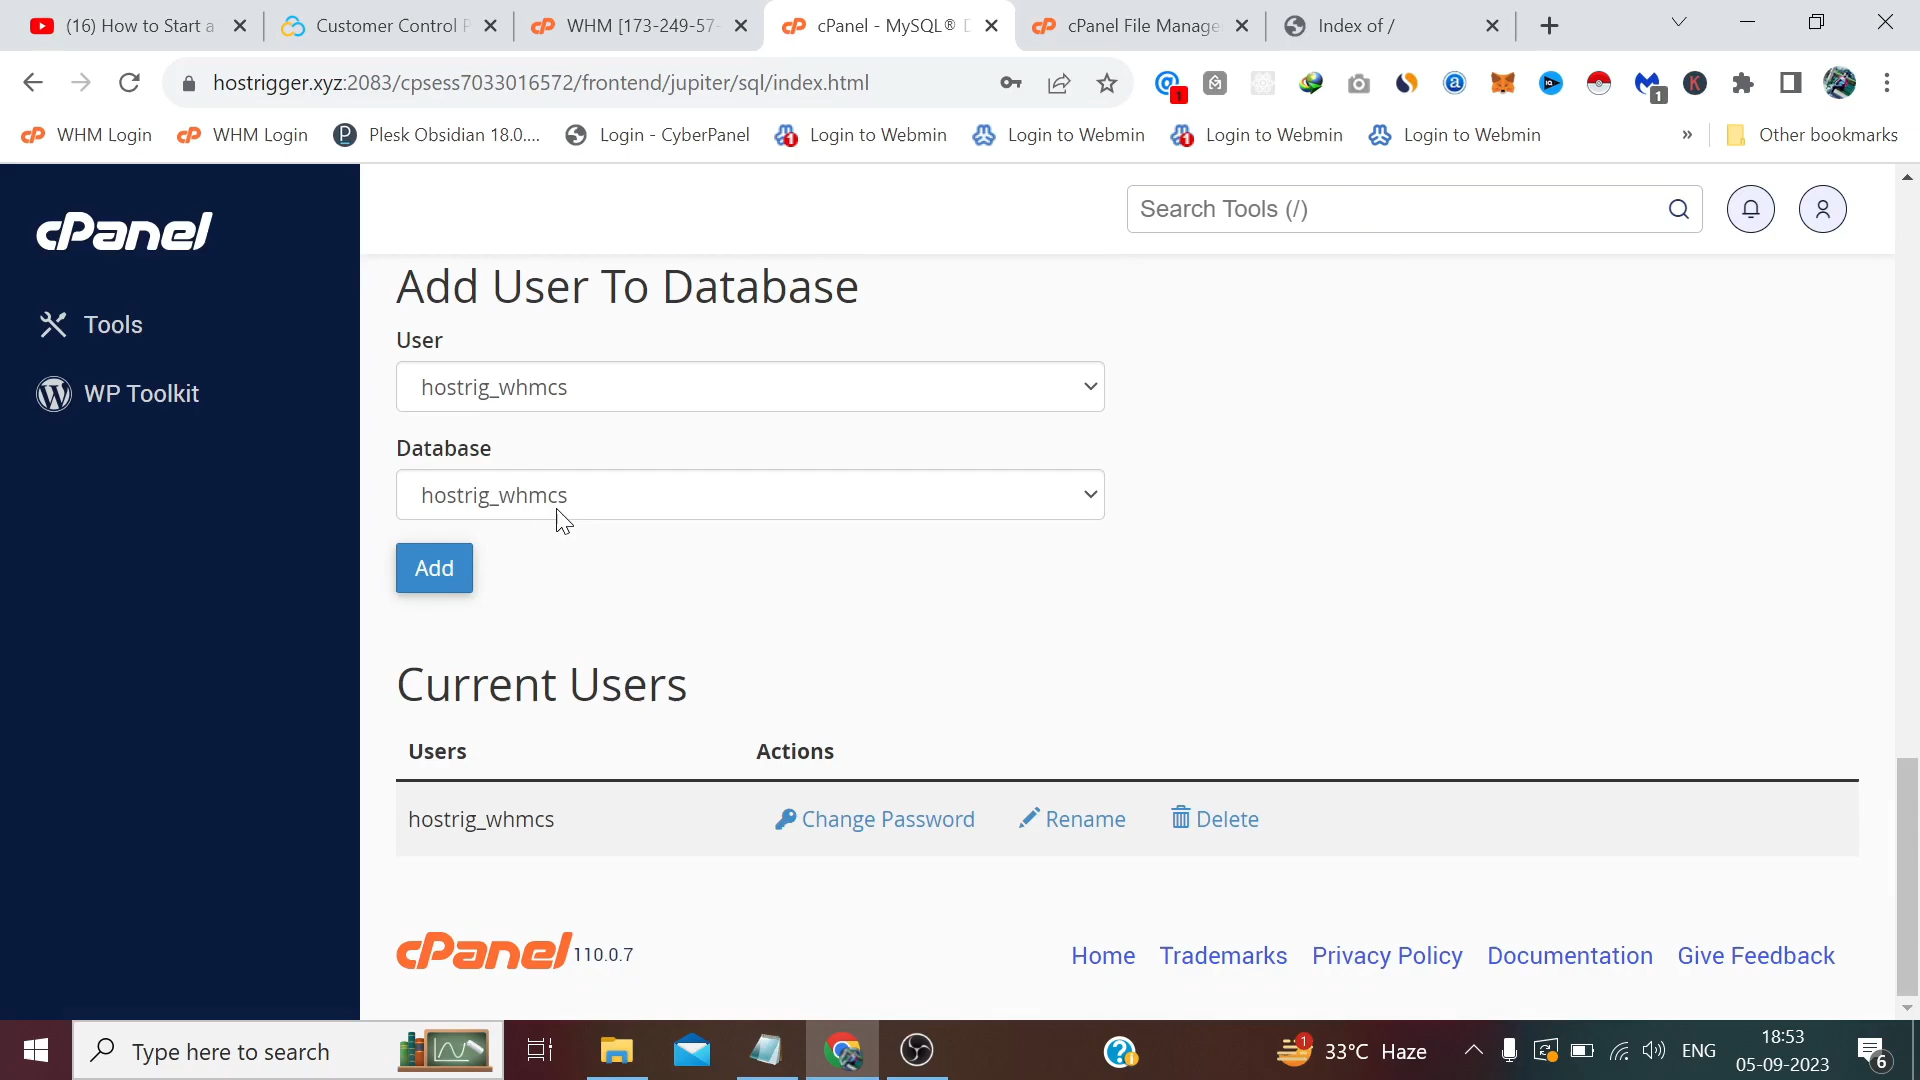 (16) How to Start a
Customer Control P
WHM [173-249-57-
cPanel - MySQL® D
cPanel File Manage
Index of /
hostrigger.xyz:2083/cpsess7033016572/frontend/jupiter/sql/index.html
1
1
WHM Login
WHM Login
Plesk Obsidian 18.0....
Login - CyberPanel
Login to Webmin
Login to Webmin
Login to Webmin
Login to Webmin
»
Other bookmarks
cPanel
Search Tools (/)
Tools
WP Toolkit
Add User To Database
User
hostrig_whmcs
Database
hostrig_whmcs
Add
Current Users
Users
Actions
hostrig_whmcs
Change Password
Rename
Delete
cPanel 110.0.7
Home
Trademarks
Privacy Policy
Documentation
Give Feedback
Type here to search
1
33°C Haze
ENG
18:53
05-09-2023
6